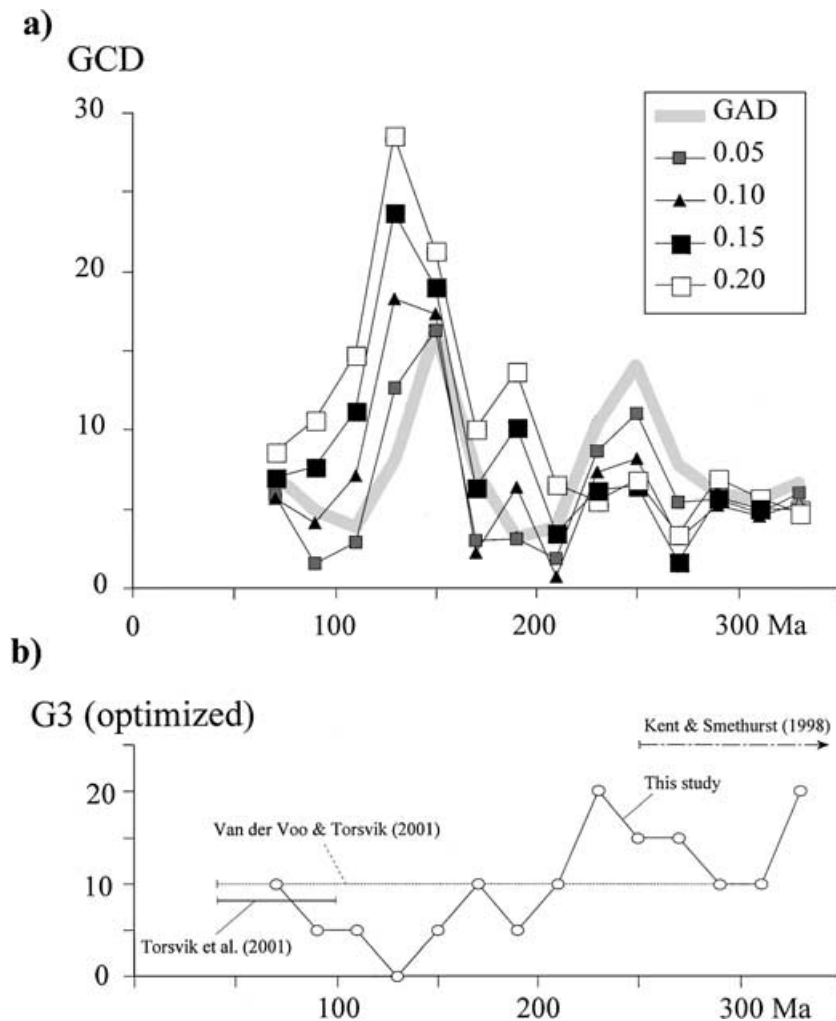 a)
GCD
30
20
10
0
GAD
0.05
0.10
0.15
0.20
0
100
200
300 Ma
b)
G3 (optimized)
Kent & Smethurst (1998)
This study
Van der Voo & Torsvik (2001)
Torsvik et al. (2001)
20
10
0
100
200
300 Ma